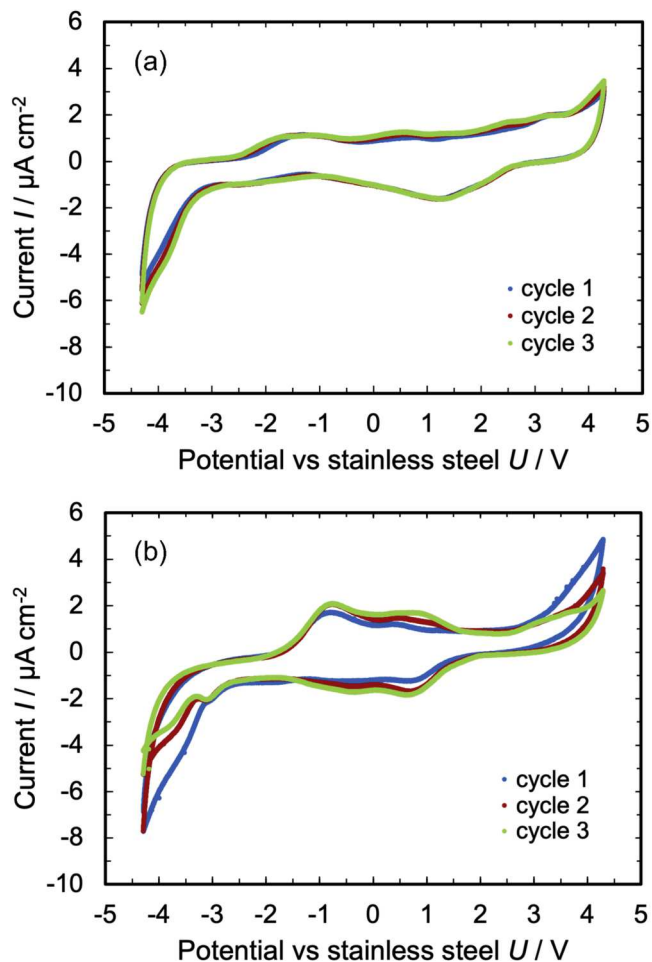 (a)
6
4
2
0
-2
-4
-6
-8
-10
Current I / µA cm⁻²
cycle 1
cycle 2
cycle 3
-5 -4 -3 -2 -1 0 1 2 3 4 5
Potential vs stainless steel U / V
(b)
6
4
2
0
-2
-4
-6
-8
-10
Current I / µA cm⁻²
cycle 1
cycle 2
cycle 3
-5 -4 -3 -2 -1 0 1 2 3 4 5
Potential vs stainless steel U / V